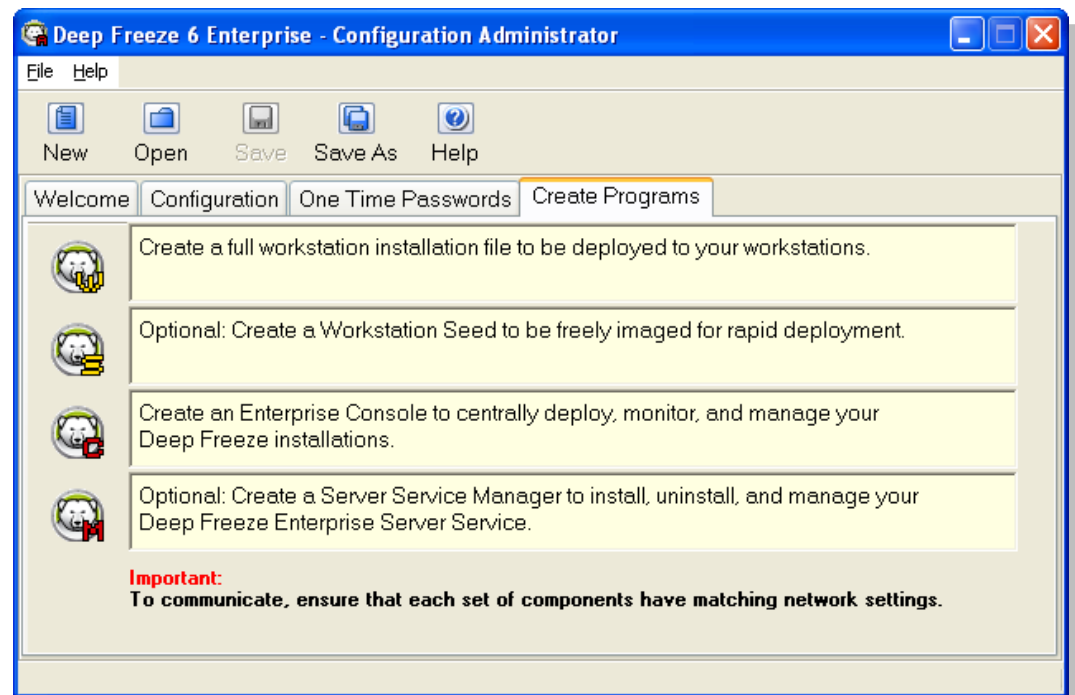 Deep Freeze 6 Enterprise - Configuration Administrator
File Help
New Open Save Save As Help
Welcome Configuration One Time Passwords Create Programs
W
Create a full workstation installation file to be deployed to your workstations.
S
Optional: Create a Workstation Seed to be freely imaged for rapid deployment.
C
Create an Enterprise Console to centrally deploy, monitor, and manage your
Deep Freeze installations.
M
Optional: Create a Server Service Manager to install, uninstall, and manage your
Deep Freeze Enterprise Server Service.
Important:
To communicate, ensure that each set of components have matching network settings.